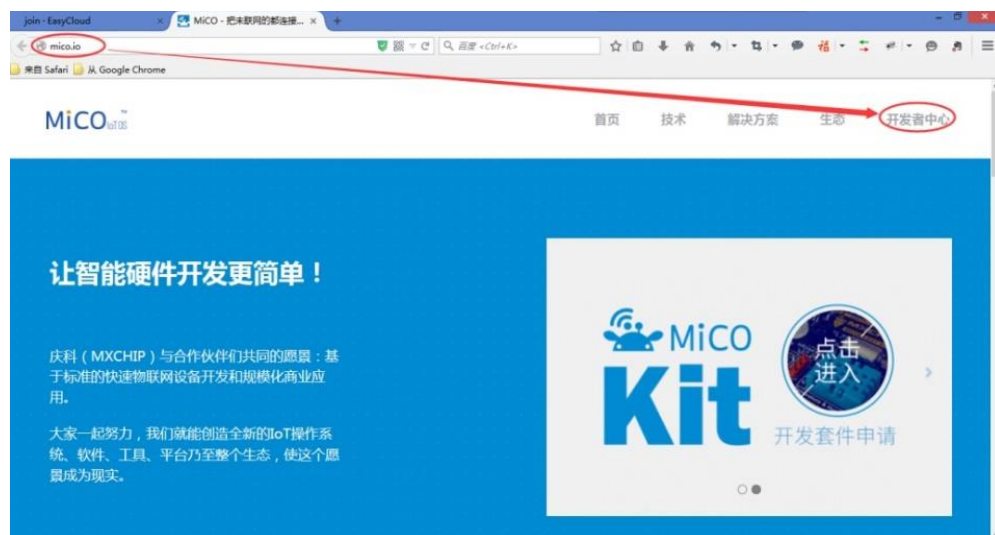 join - EasyCloud
MiCO - 把未联网的都连接...
mico.io
百度 <Ctrl+K>
来自 Safari
从 Google Chrome
MiCO IoT OS
TM
首页 技术 解决方案 生态 开发者中心
让智能硬件开发更简单！
庆科（MXCHIP）与合作伙伴们共同的愿景：基
于标准的快速物联网设备开发和规模化商业应
用。
大家一起努力，我们就能创造全新的IoT操作系
统、软件、工具、平台乃至整个生态，使这个愿
景成为现实。
MiCO
Kit
点击
进入
开发套件申请